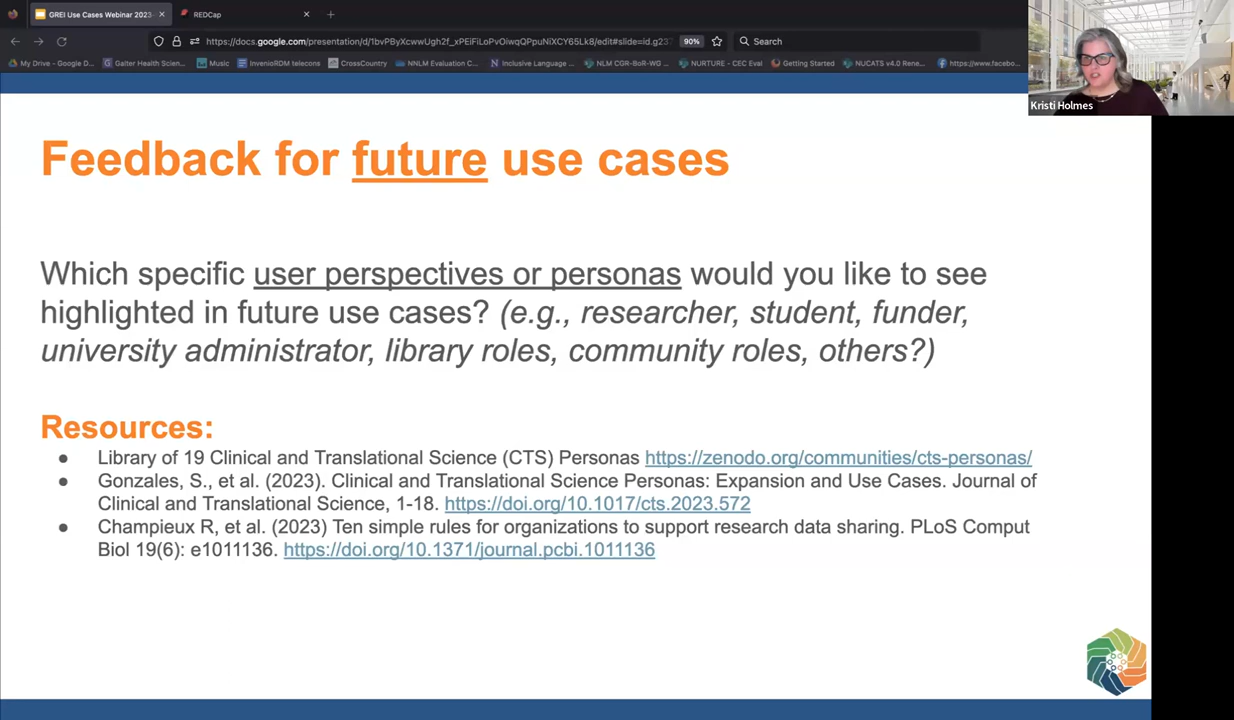 GREI Use Cases Webinar 2023-
REDCap
https://docs.google.com/presentation/d/1bvPByXcwwUgh2f_xPEiFiLoPvOiwqQPpuNiXCY65Lk8/edit#slide=id.g23
90%
Search
My Drive - Google D...
Galter Health Scien...
Music
InvenioRDM telecons
CrossCountry
NNLM Evaluation C...
Inclusive Language ...
NLM CGR-BoR-WG ...
NURTURE - CEC Eval
Getting Started
NUCATS v4.0 Rene...
https://www.facebo...
Kristi Holmes
Feedback for future use cases
Which specific user perspectives or personas would you like to see
highlighted in future use cases? (e.g., researcher, student, funder,
university administrator, library roles, community roles, others?)
Resources:
● Library of 19 Clinical and Translational Science (CTS) Personas https://zenodo.org/communities/cts-personas/
● Gonzales, S., et al. (2023). Clinical and Translational Science Personas: Expansion and Use Cases. Journal of
Clinical and Translational Science, 1-18. https://doi.org/10.1017/cts.2023.572
● Champieux R, et al. (2023) Ten simple rules for organizations to support research data sharing. PLoS Comput
Biol 19(6): e1011136. https://doi.org/10.1371/journal.pcbi.1011136